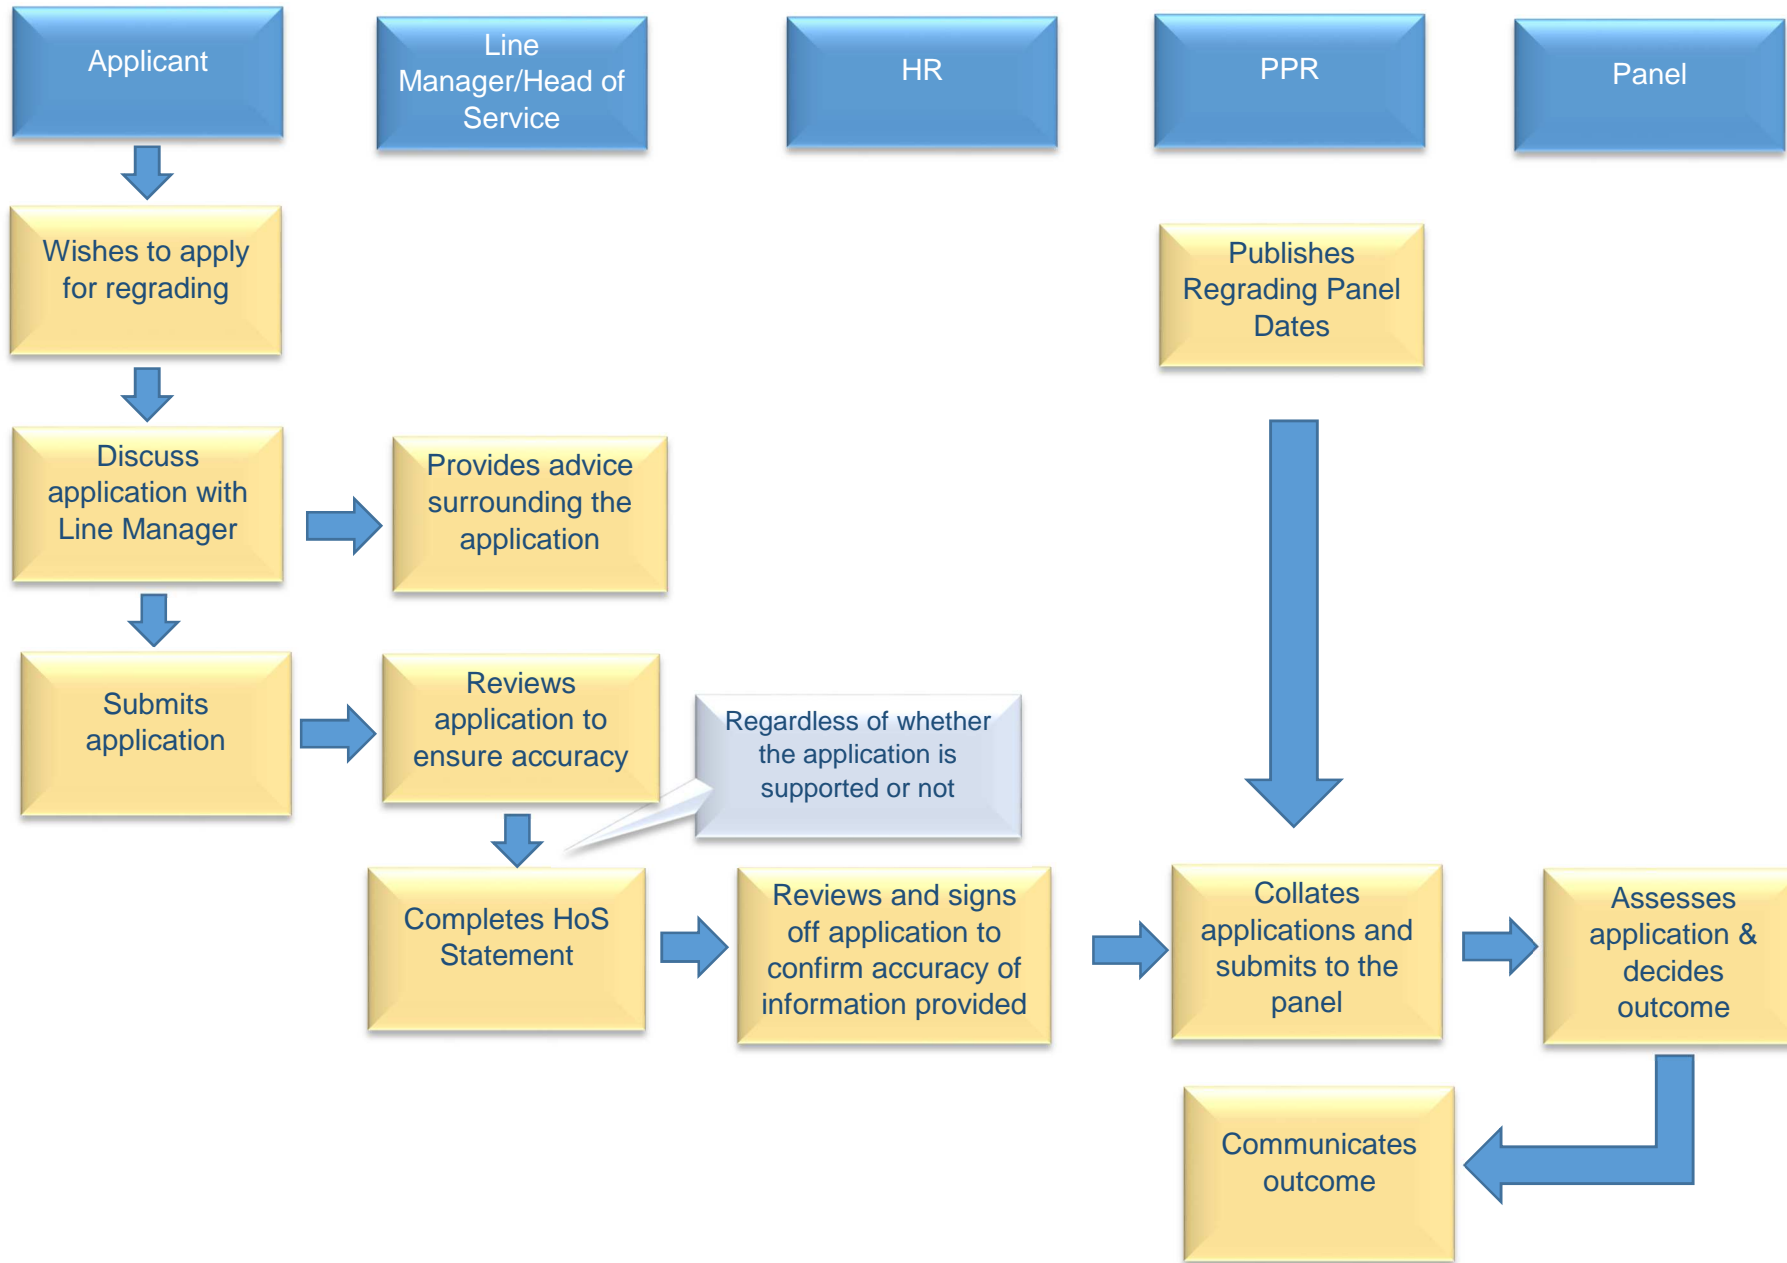 Applicant
Line
Manager/Head of
Service
HR
PPR
Panel
Wishes to apply
for regrading
Publishes
Regrading Panel
Dates
Discuss
application with
Line Manager
Provides advice
surrounding the
application
Submits
application
Reviews
application to
ensure accuracy
Regardless of whether
the application is
supported or not
Completes HoS
Statement
Reviews and signs
off application to
confirm accuracy of
information provided
Collates
applications and
submits to the
panel
Assesses
application &
decides
outcome
Communicates
outcome